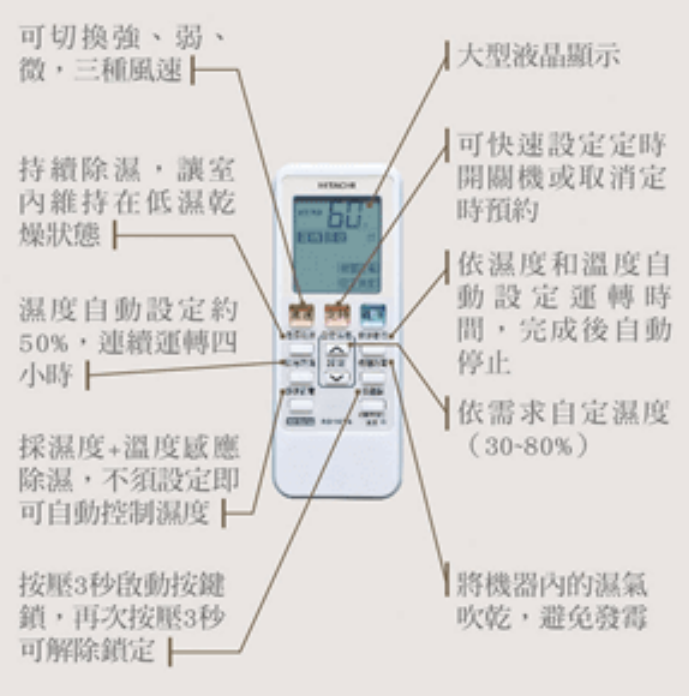 可切換強、弱、
微，三種風速
大型液晶顯示
可快速設定定時
開關機或取消定
時預約
持續除濕，讓室
內維持在低濕乾
燥狀態
HITACHI
60
依濕度和溫度自
動設定運轉時
間，完成後自動
停止
濕度自動設定約
50%，連續運轉四
小時
依需求自定濕度
（30~80%）
採濕度+溫度感應
除濕，不須設定即
可自動控制濕度
按壓3秒啟動按鍵
鎖，再次按壓3秒
可解除鎖定
將機器內的濕氣
吹乾，避免發霉